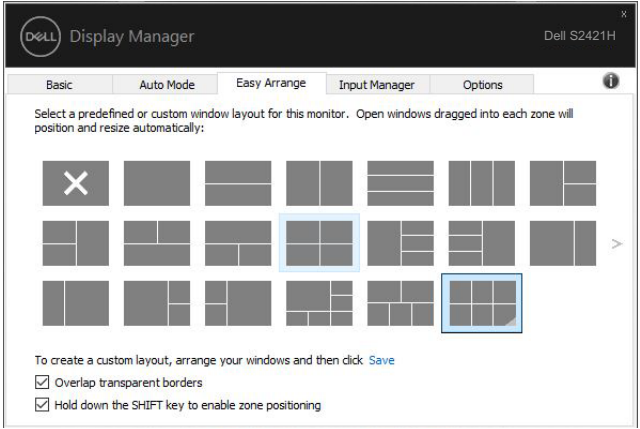 x
DELL Display Manager Dell S2421H
Basic Auto Mode Easy Arrange Input Manager Options
Select a predefined or custom window layout for this monitor. Open windows dragged into each zone will
position and resize automatically:
To create a custom layout, arrange your windows and then click Save
Overlap transparent borders
Hold down the SHIFT key to enable zone positioning